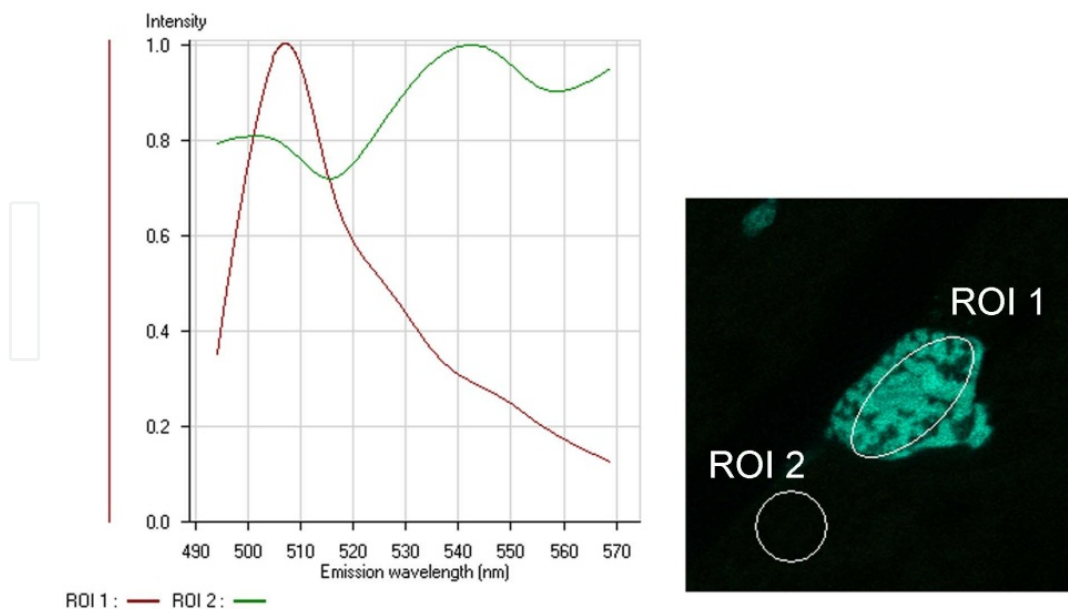 Intensity
1.0
0.8
0.6
0.4
0.2
0.0
490 500 510 520 530 540 550 560 570
Emission wavelength (nm)
ROI 1 : ROI 2 :
ROI 1
ROI 2